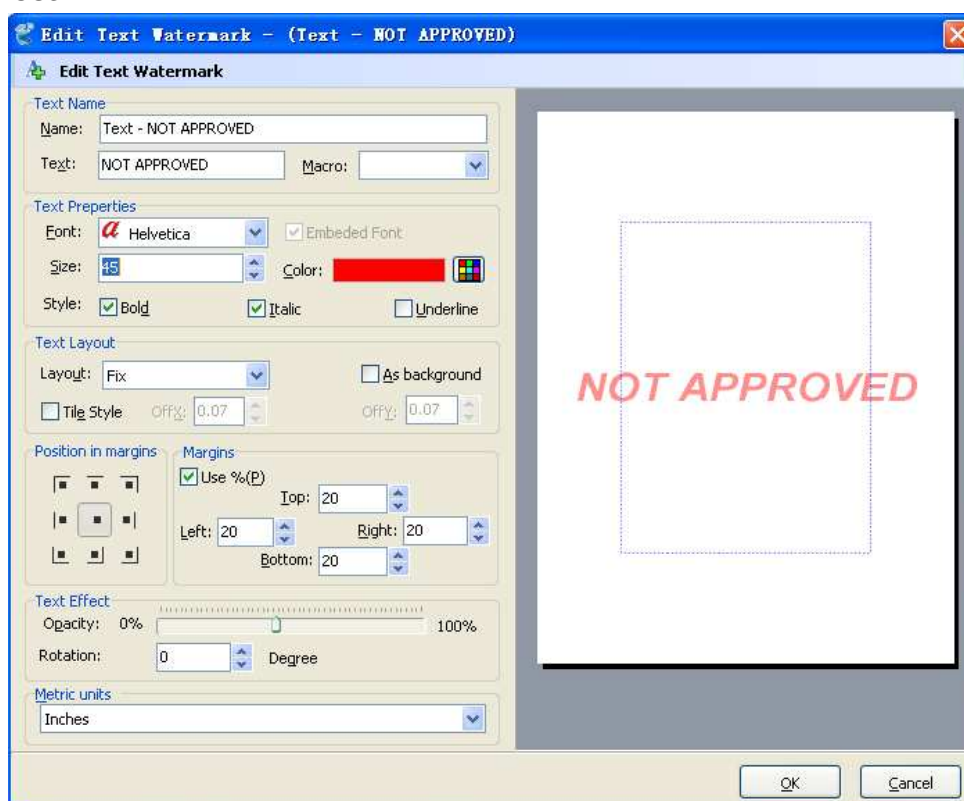 Edit Text Watermark - (Text - NOT APPROVED)
Edit Text Watermark
Text Name
Name: Text - NOT APPROVED
Text: NOT APPROVED Macro:
Text Preperties
Font: a Helvetica Embeded Font
Size: 45 Color:
Style: Bold Italic Underline
Text Layout
Layout: Fix As background
Tile Style OffX: 0.07 OffY: 0.07
Position in margins Margins
Use %(P)
Top: 20
Left: 20 Right: 20
Bottom: 20
Text Effect
Opacity: 0% 100%
Rotation: 0 Degree
Metric units
Inches
NOT APPROVED
OK Cancel